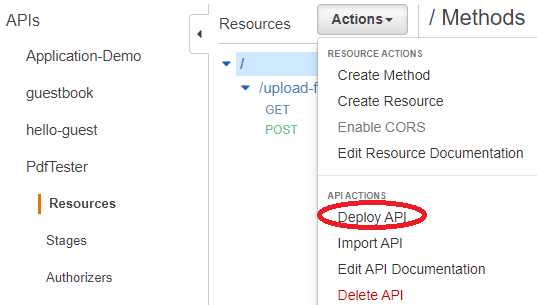 APIs
Application-Demo
guestbook
hello-guest
PdfTester
Resources
Stages
Authorizers
Resources
Actions
/ Methods
/
/upload-f
GET
POST
RESOURCE ACTIONS
Create Method
Create Resource
Enable CORS
Edit Resource Documentation
API ACTIONS
Deploy API
Import API
Edit API Documentation
Delete API